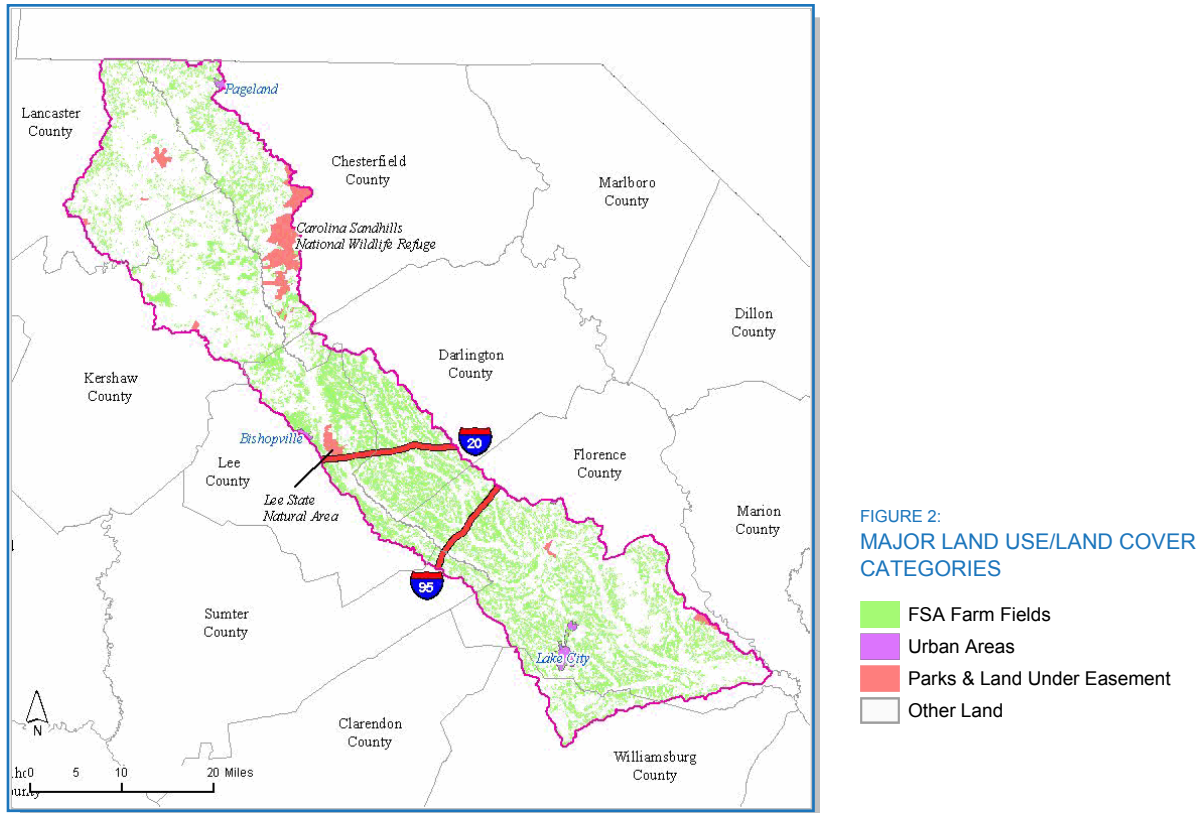 Pageland
Lancaster
County
Chesterfield
County
Marlboro
County
Carolina Sandhills
National Wildlife Refuge
Dillon
County
Darlington
County
Kershaw
County
Bishopville
20
Lee
County
Florence
County
Lee State
Natural Area
Marion
County
95
Sumter
County
Lake City
Clarendon
County
Williamsburg
County
N
0 5 10 20 Miles
FIGURE 2:
MAJOR LAND USE/LAND COVER
CATEGORIES
FSA Farm Fields
Urban Areas
Parks & Land Under Easement
Other Land